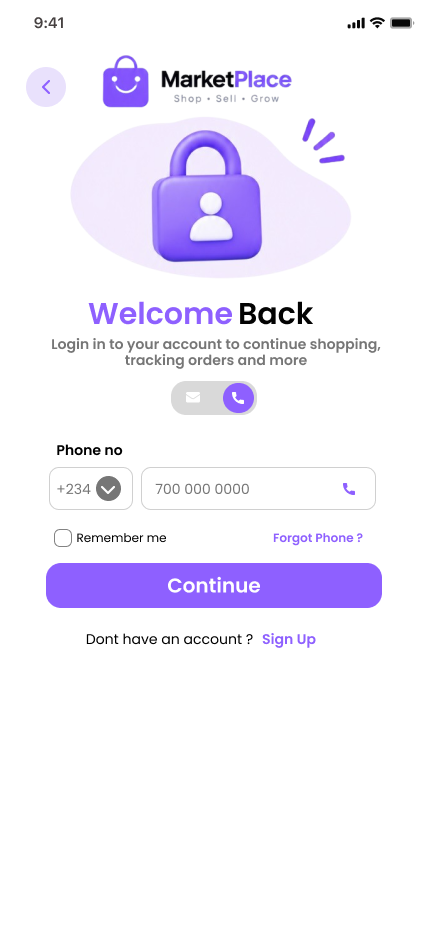 9:41
MarketPlace
Shop • Sell • Grow
Welcome Back
Login in to your account to continue shopping,
tracking orders and more
Phone no
+234 700 000 0000
Remember me Forgot Phone ?
Continue
Dont have an account ? Sign Up